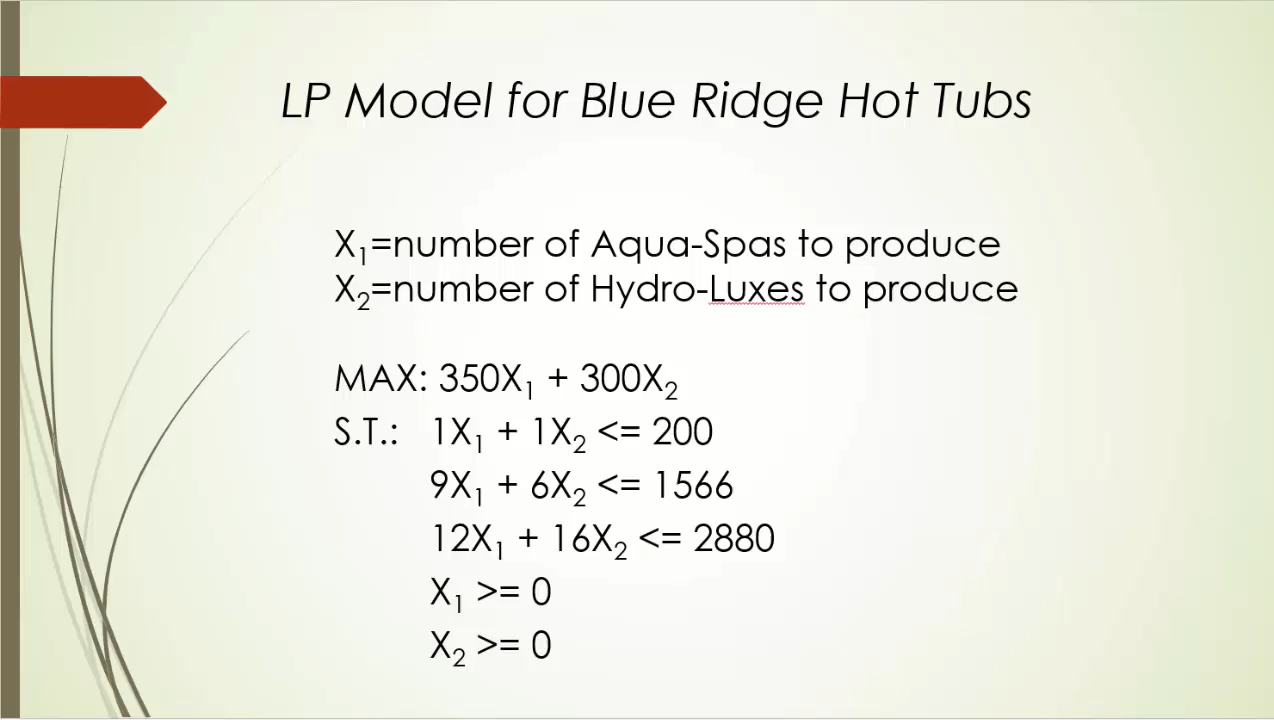 LP Model for Blue Ridge Hot Tubs
X₁=number of Aqua-Spas to produce
X₂=number of Hydro-Luxes to produce
MAX: 350X₁ + 300X₂
S.T.: 1X₁ + 1X₂ <= 200
9X₁ + 6X₂ <= 1566
12X₁ + 16X₂ <= 2880
X₁ >= 0
X₂ >= 0